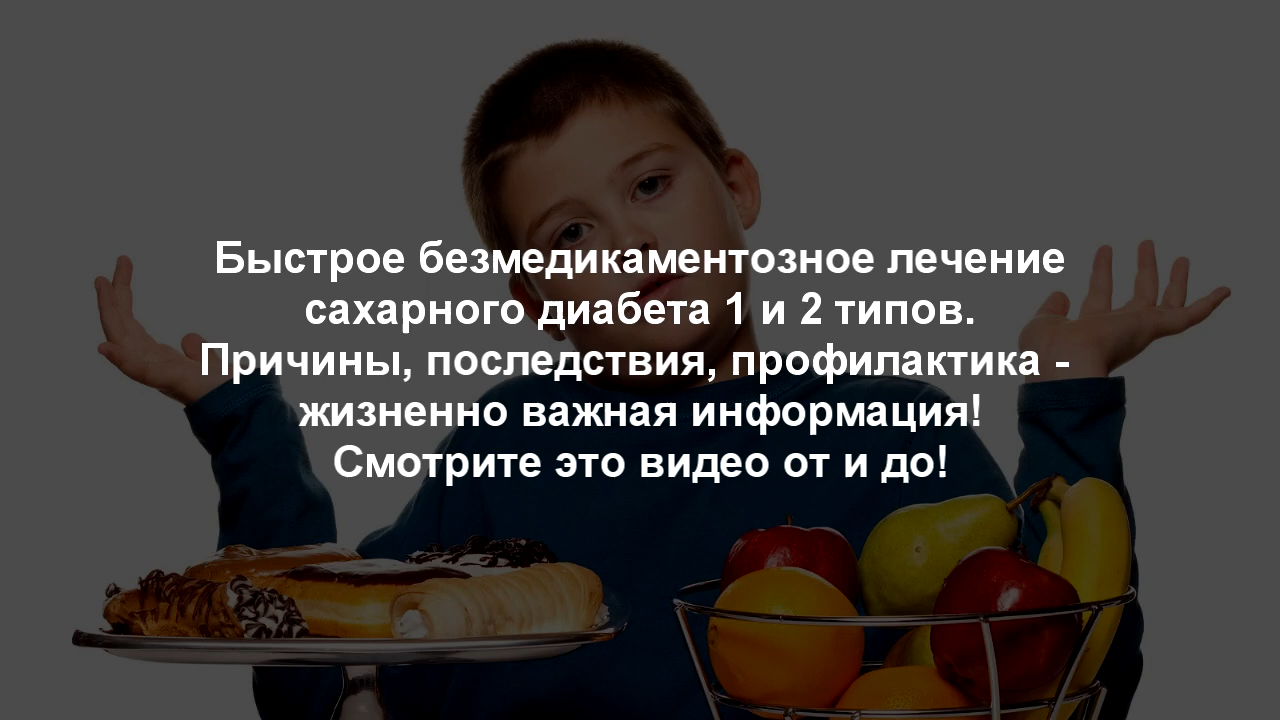 Быстрое безмедикаментозное лечение
сахарного диабета 1 и 2 типов.
Причины, последствия, профилактика -
жизненно важная информация!
Смотрите это видео от и до!